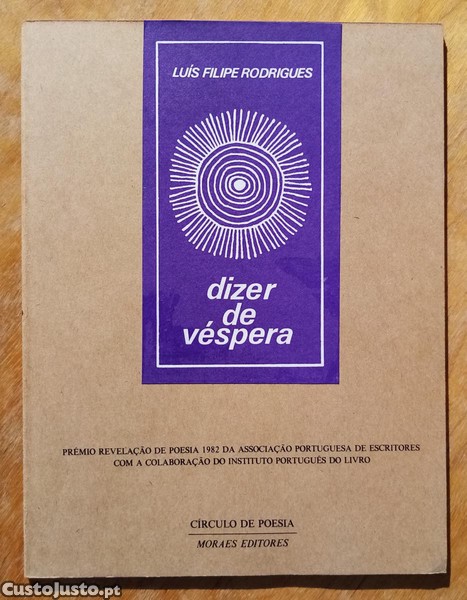 LUÍS FILIPE RODRIGUES
dizer
de
véspera
PRÉMIO REVELAÇÃO DE POESIA 1982 DA ASSOCIAÇÃO PORTUGUESA DE ESCRITORES
COM A COLABORAÇÃO DO INSTITUTO PORTUGUÊS DO LIVRO
CÍRCULO DE POESIA
MORAES EDITORES
CustoJusto.pt